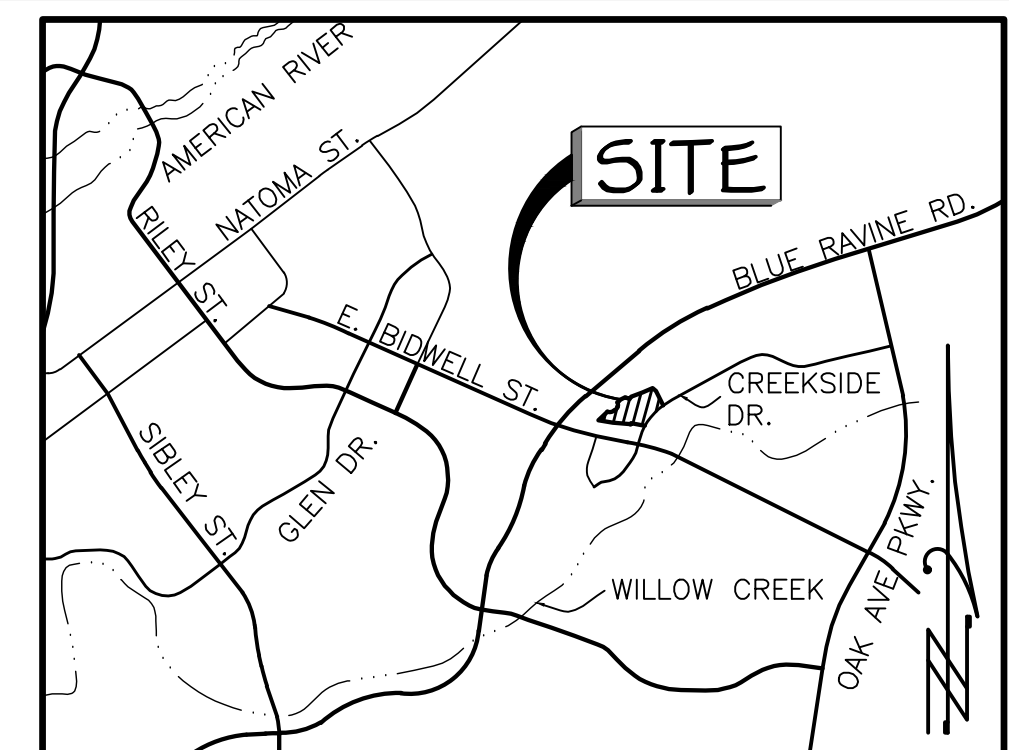 AMERICAN RIVER
NATOMA ST.
SITE
RILEY ST.
BLUE RAVINE RD.
E. BIDWELL ST.
CREEKSIDE
DR.
SIBLEY ST.
GLEN DR.
OAK AVE PKWY.
WILLOW CREEK
N